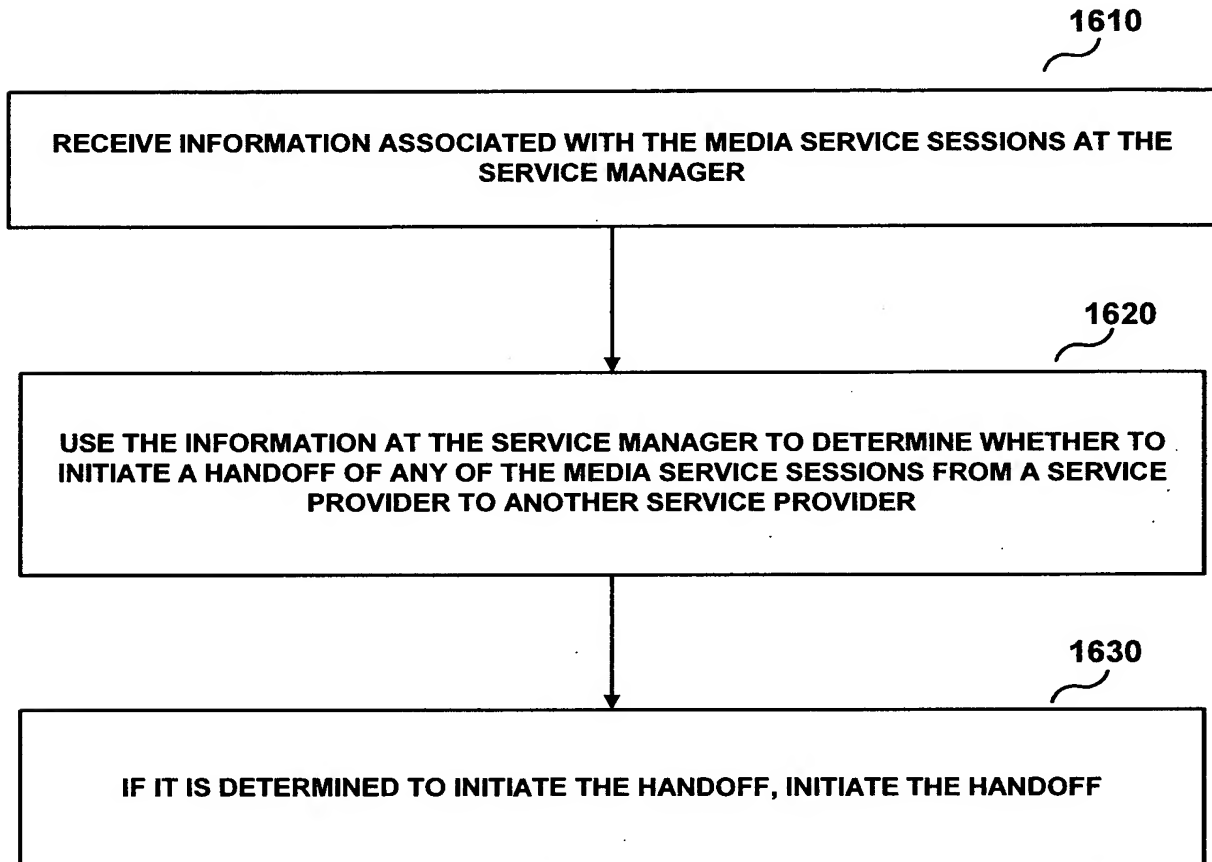 1610
RECEIVE INFORMATION ASSOCIATED WITH THE MEDIA SERVICE SESSIONS AT THE
SERVICE MANAGER
1620
USE THE INFORMATION AT THE SERVICE MANAGER TO DETERMINE WHETHER TO
INITIATE A HANDOFF OF ANY OF THE MEDIA SERVICE SESSIONS FROM A SERVICE
PROVIDER TO ANOTHER SERVICE PROVIDER
1630
IF IT IS DETERMINED TO INITIATE THE HANDOFF, INITIATE THE HANDOFF